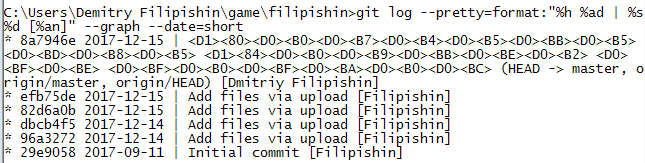 C:\Users\Demitry Filipishin\game\filipishin>git log --pretty=format:"%h %ad | %s
%d [%an]" --graph --date=short
* 8a7946e 2017-12-15 | <D1><80><D0><B0><D0><B7><D0><B4><D0><B5><D0><BB><D0><B5>
<D0><BD><D0><B8><D0><B5> <D1><84><D0><B0><D0><B9><D0><BB><D0><BE><D0><B2> <D0>
<BF><D0><BE> <D0><BF><D0><B0><D0><BF><D0><BA><D0><B0><D0><BC> (HEAD -> master, o
rigin/master, origin/HEAD) [Dmitriy Filipishin]
* efb75de 2017-12-15 | Add files via upload [Filipishin]
* 82d6a0b 2017-12-15 | Add files via upload [Filipishin]
* dbcb4f5 2017-12-14 | Add files via upload [Filipishin]
* 96a3272 2017-12-14 | Add files via upload [Filipishin]
* 29e9058 2017-09-11 | Initial commit [Filipishin]